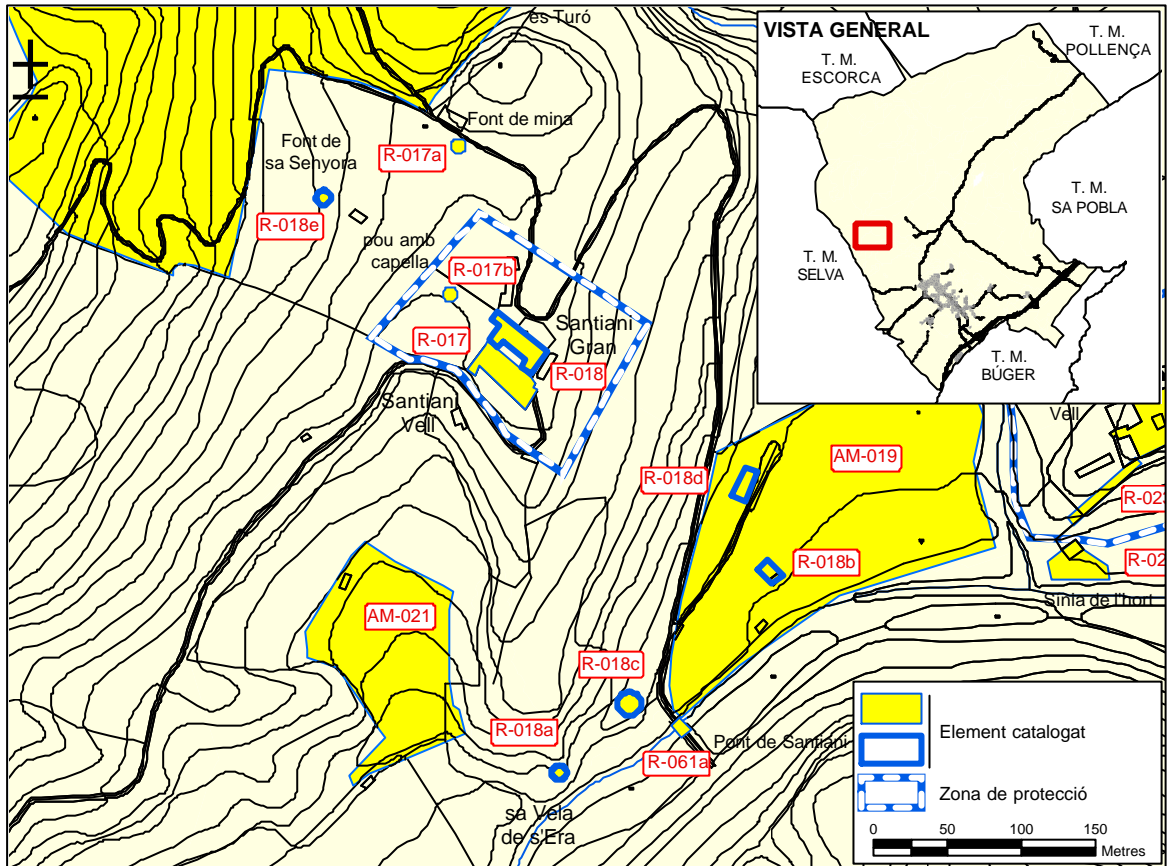 es Turó
VISTA GENERAL
T. M.
POLLENÇA
T. M.
ESCORCA
T. M.
SA POBLA
T. M.
SELVA
T. M.
BÚGER
Font de mina
Font de
sa Senyora
R-017a
R-018e
pou amb
capella
R-017b
Santiani
Gran
R-017
R-018
Santiani
Vell
Vell
R-018d
AM-019
R-018b
AM-021
Sínia de l'hort
R-018c
R-018a
Pont de Santiani
R-061a
sa Vela
de s'Era
Element catalogat
Zona de protecció
0 50 100 150
Metres